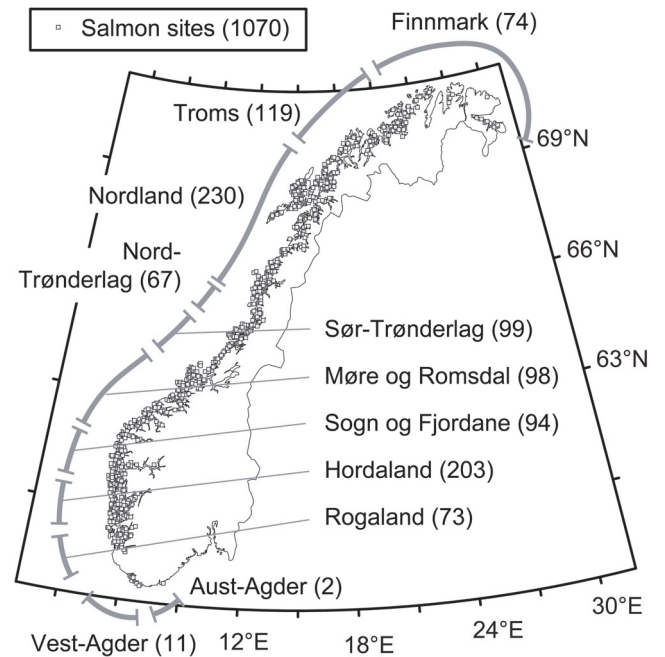 Finnmark (74)
Salmon sites (1070)
Troms (119)
69°N
Nordland (230)
Nord-
Trønderlag (67)
66°N
Sør-Trønderlag (99)
63°N
Møre og Romsdal (98)
Sogn og Fjordane (94)
Hordaland (203)
Rogaland (73)
Aust-Agder (2)
30°E
Vest-Agder (11)
12°E
18°E
24°E